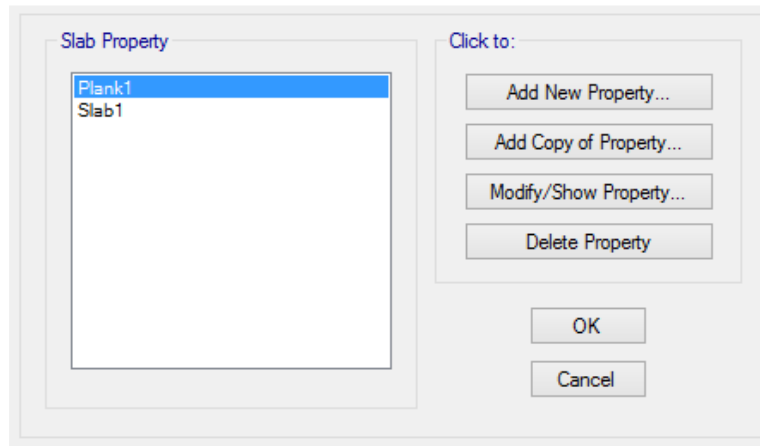 Slab Property
Plank1
Slab1
Click to:
Add New Property...
Add Copy of Property...
Modify/Show Property...
Delete Property
OK
Cancel